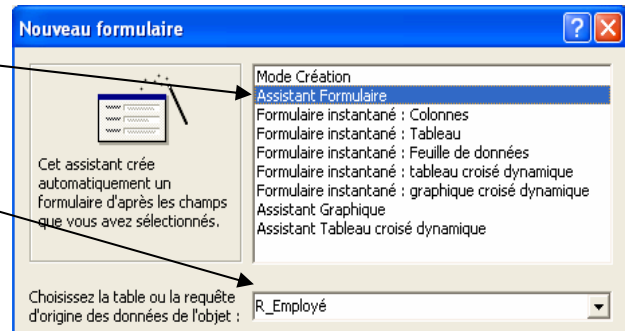 Nouveau formulaire
Mode Création
Assistant Formulaire
Formulaire instantané : Colonnes
Formulaire instantané : Tableau
Formulaire instantané : Feuille de données
Formulaire instantané : tableau croisé dynamique
Formulaire instantané : graphique croisé dynamique
Assistant Graphique
Assistant Tableau croisé dynamique
Cet assistant crée
automatiquement un
formulaire d'après les champs
que vous avez sélectionnés.
Choisissez la table ou la requête
d'origine des données de l'objet :
R_Employé